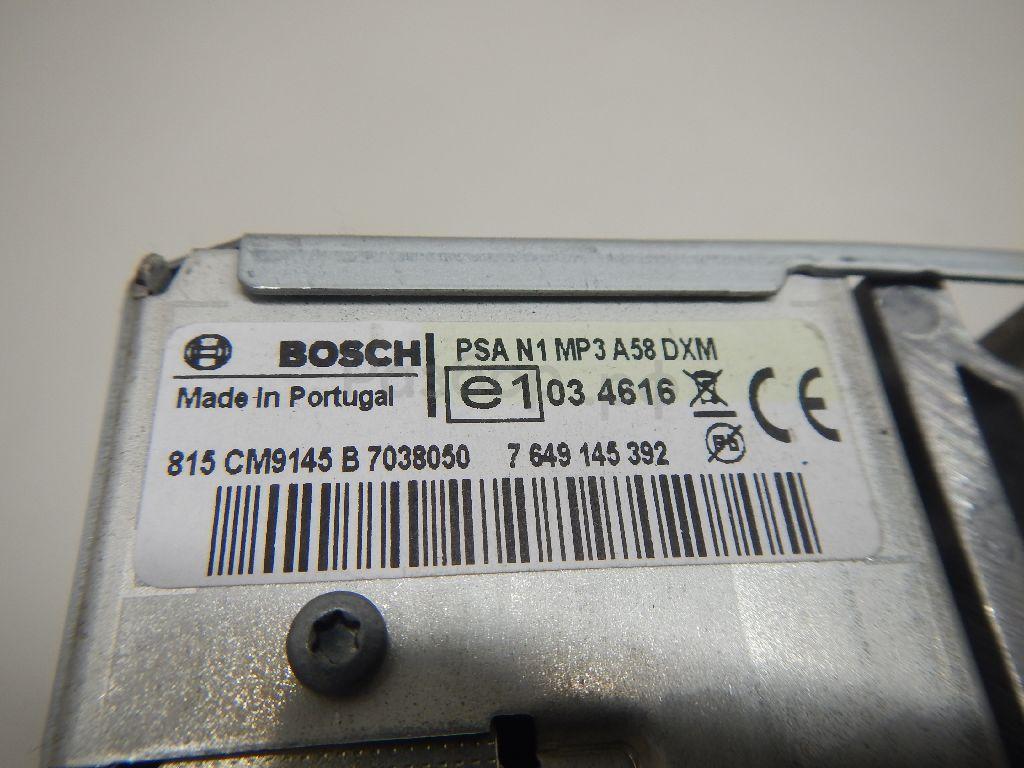 BOSCH
Made in Portugal
PSA N1 MP3 A58 DXM
e1 03 4616 CE
Pb
815 CM9145 B 7038050 7 649 145 392